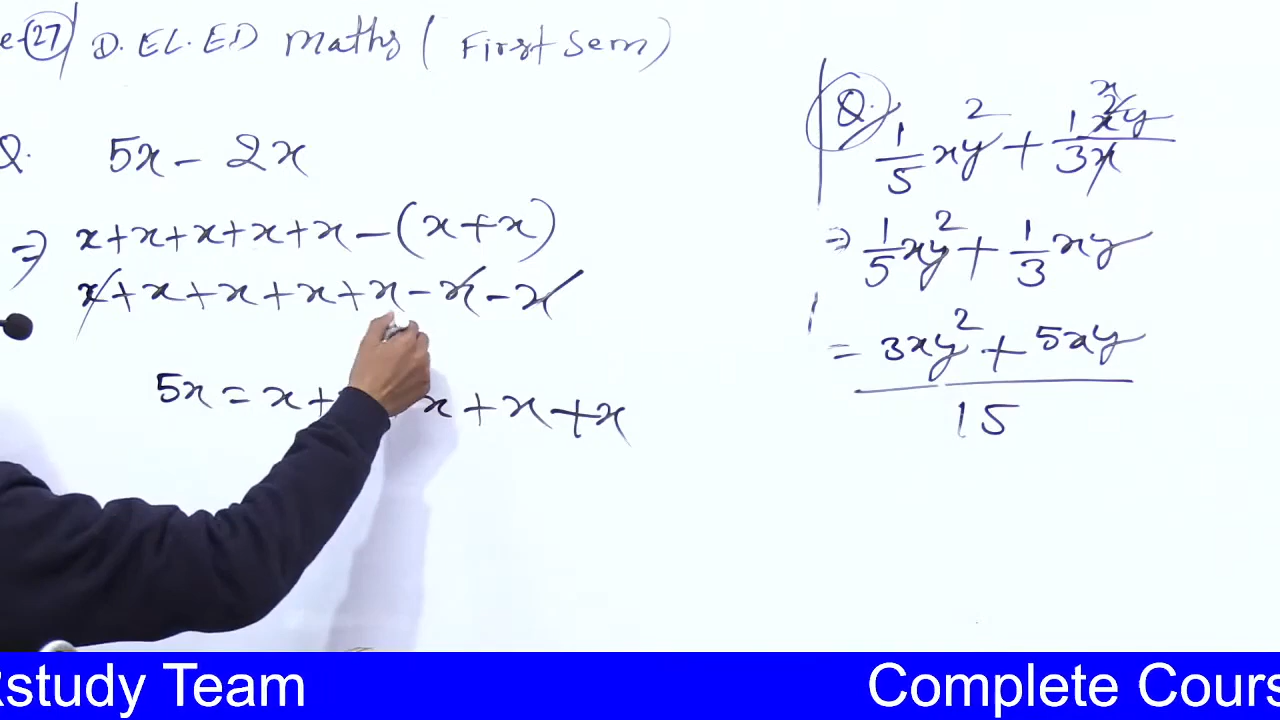 e-27 D.EL.ED Maths (First Sem)
Q. 5x - 2x
⇒ x+x+x+x+x-(x+x)
x+x+x+x+x-x-x
5x = x+ x+x+x
Q. 1/5 xy² + 1x²y/3x
x
⇒ 1/5 xy² + 1/3 xy
= 3xy² + 5xy
15
Rstudy Team
Complete Cours